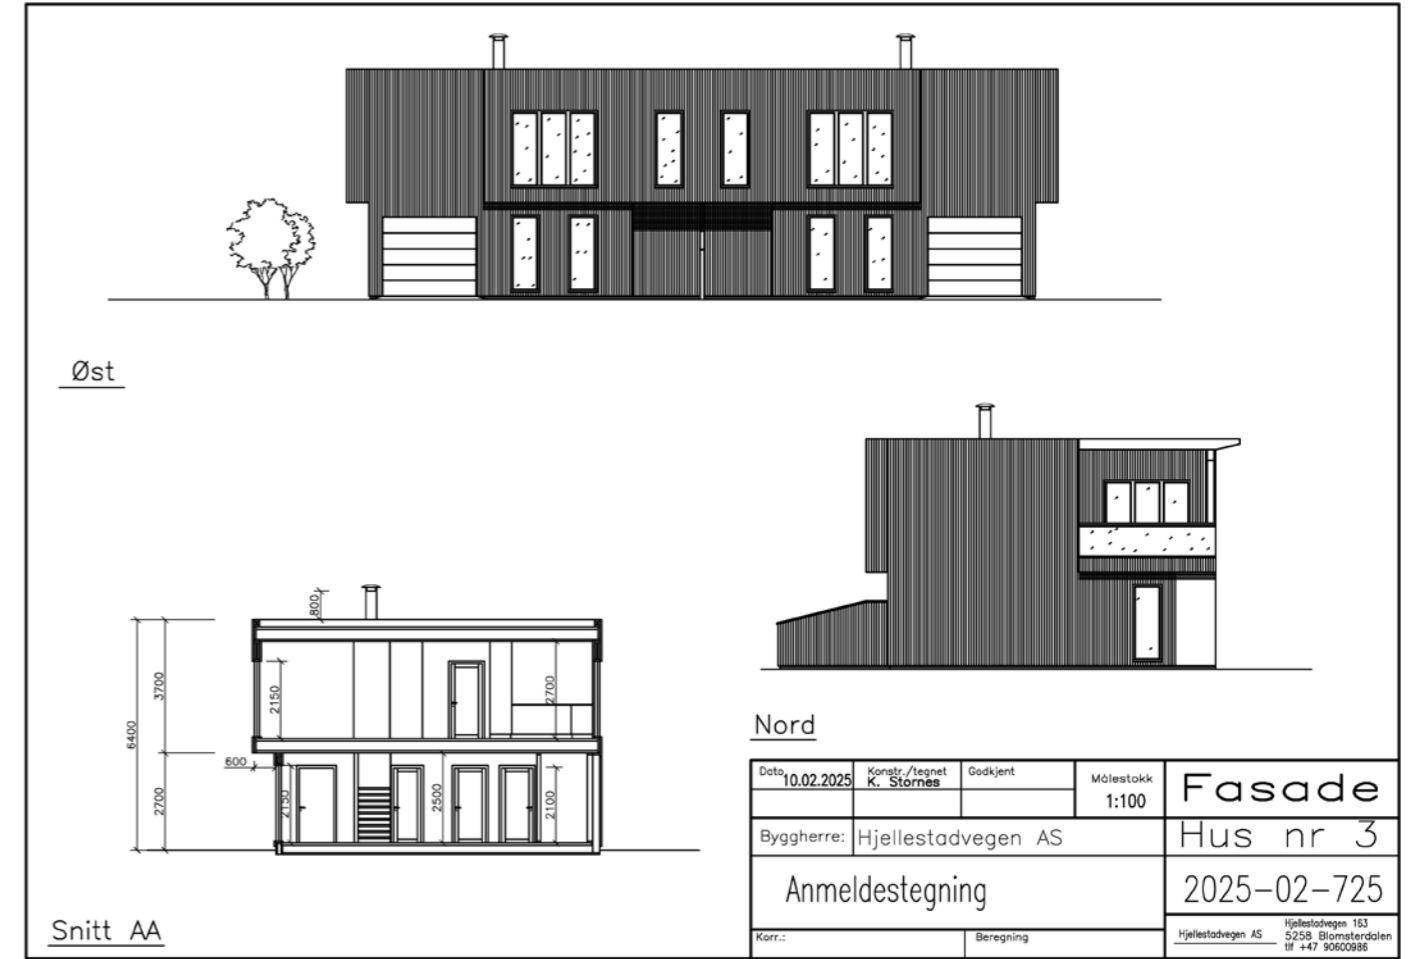 Øst
Nord
800
3700
6400
2150
2700
600
2700
2150
2500
2100
Snitt AA
Dato 10.02.2025
Konstr./tegnet
K. Stornes
Godkjent
Målestokk
1:100
Fasade
Byggherre: Hjellestadvegen AS
Hus nr 3
Anmeldestegning
2025-02-725
Korr.:
Beregning
Hjellestadvegen AS
Hjellestadvegen 163
5258 Blomsterdalen
tlf +47 90600986